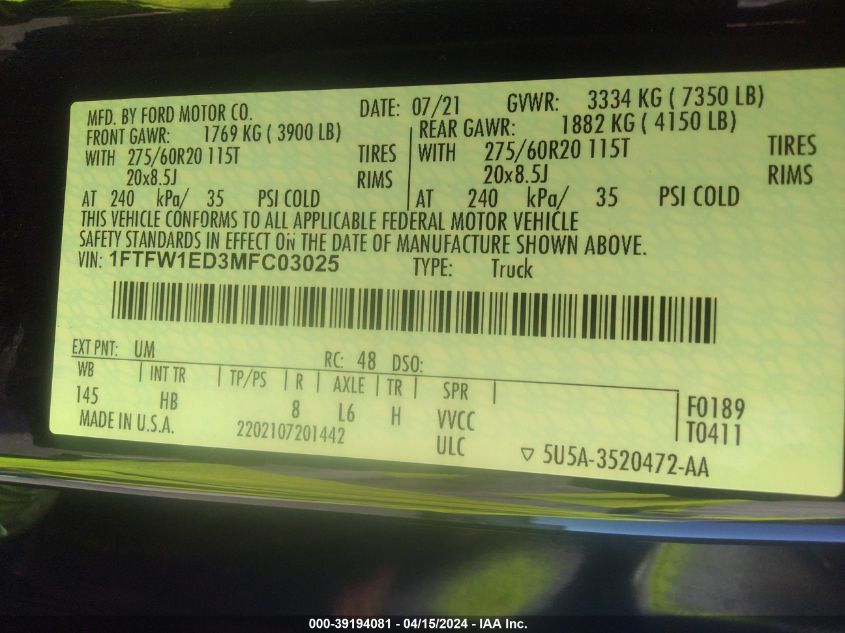 MFD. BY FORD MOTOR CO. DATE: 07/21 GVWR: 3334 KG ( 7350 LB)
FRONT GAWR: 1769 KG ( 3900 LB) REAR GAWR: 1882 KG ( 4150 LB)
WITH 275/60R20 115T TIRES WITH 275/60R20 115T TIRES
20x8.5J RIMS 20x8.5J RIMS
AT 240 kPa/ 35 PSI COLD AT 240 kPa/ 35 PSI COLD
THIS VEHICLE CONFORMS TO ALL APPLICABLE FEDERAL MOTOR VEHICLE
SAFETY STANDARDS IN EFFECT ON THE DATE OF MANUFACTURE SHOWN ABOVE.
VIN: 1FTFW1ED3MFC03025 TYPE: Truck
EXT PNT: UM RC: 48 DSO:
WB INT TR TP/PS R AXLE TR SPR
145 HB 8 L6 H VVCC F0189
MADE IN U.S.A. 2202107201442 ULC T0411
5U5A-3520472-AA
000-39194081 - 04/15/2024 - IAA Inc.